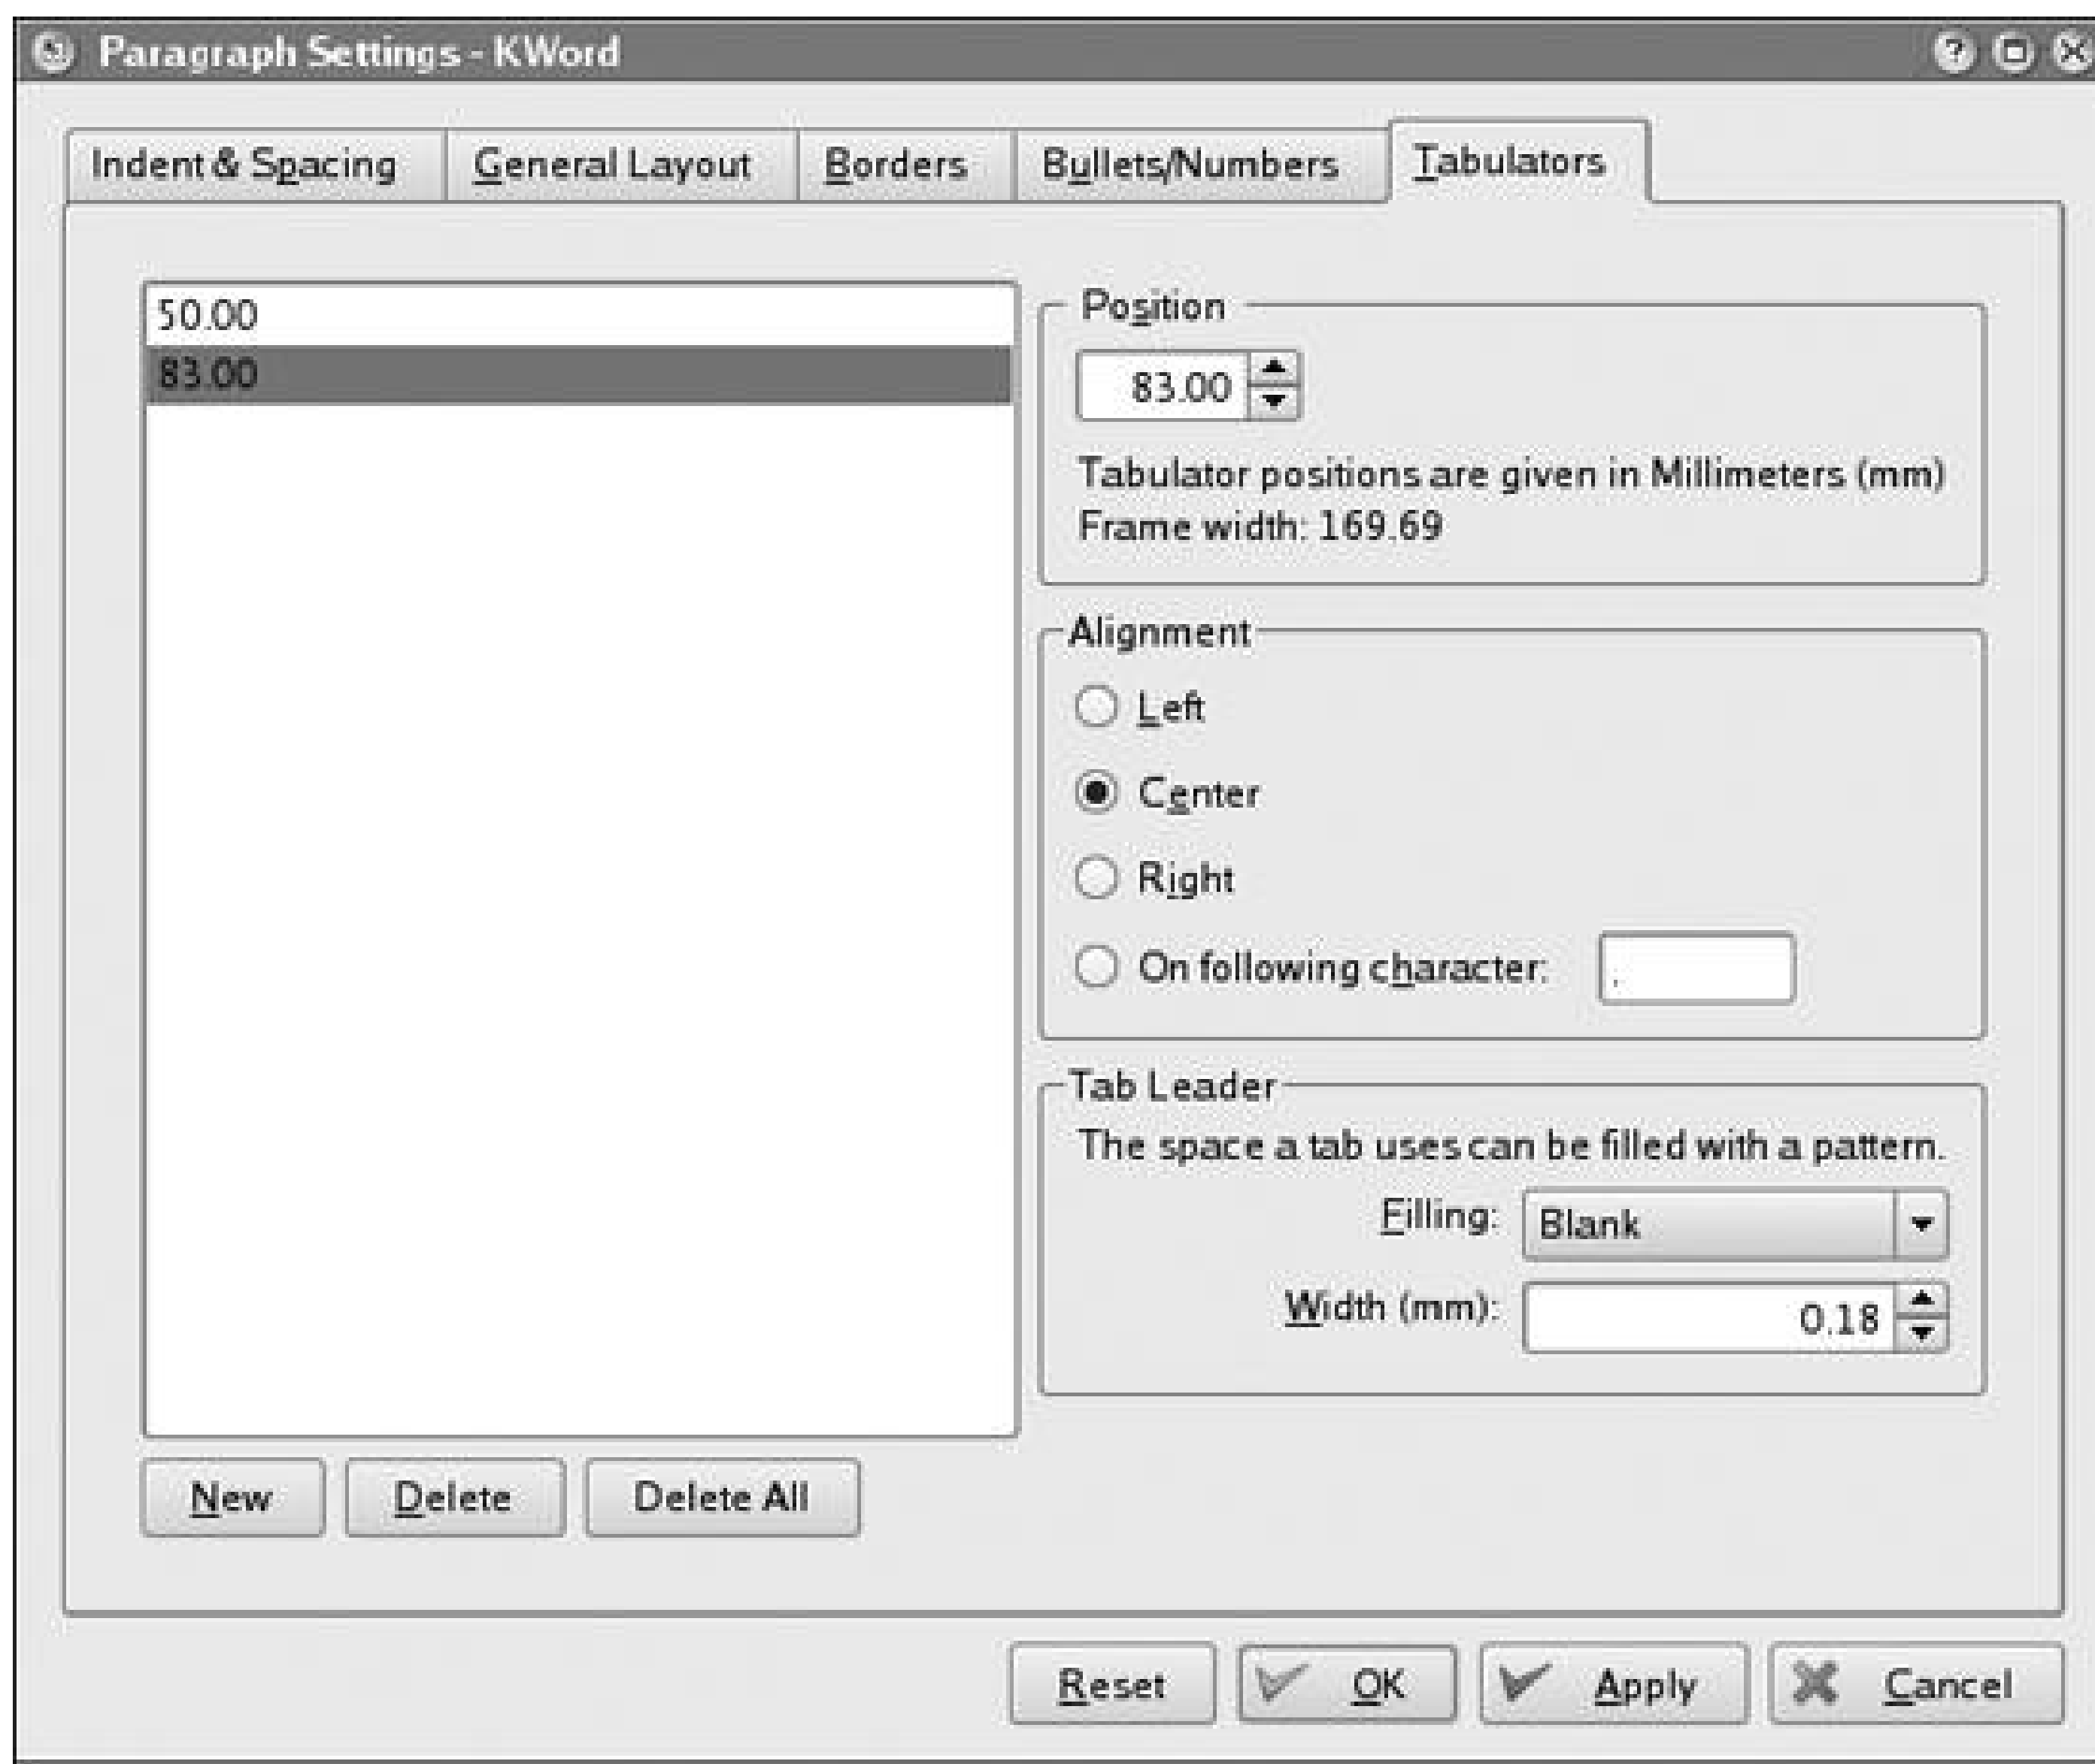 Paragraph Settings - KWord
Indent & Spacing
General Layout
Borders
Bullets/Numbers
Tabulators
50.00
83.00
Position
83.00
Tabulator positions are given in Millimeters (mm)
Frame width: 169.69
Alignment
Left
Center
Right
On following character: .
Tab Leader
The space a tab uses can be filled with a pattern.
Filling: Blank
Width (mm): 0.18
New
Delete
Delete All
Reset
OK
Apply
Cancel